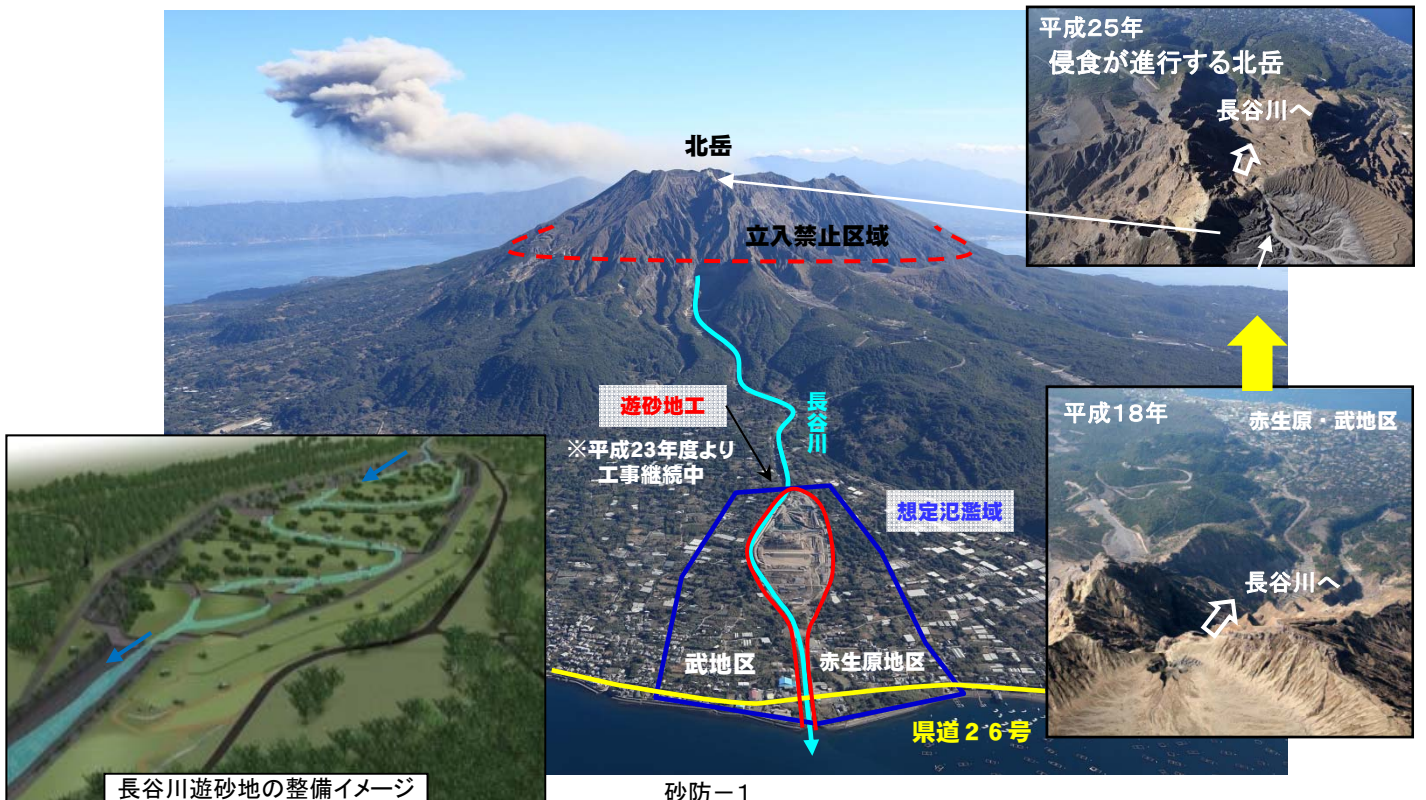 平成25年
侵食が進行する北岳
長谷川へ
北岳
立入禁止区域
遊砂地工
※平成23年度より
工事継続中
長谷川
想定氾濫域
平成18年
赤生原・武地区
長谷川へ
武地区
赤生原地区
県道26号
長谷川遊砂地の整備イメージ
砂防－1